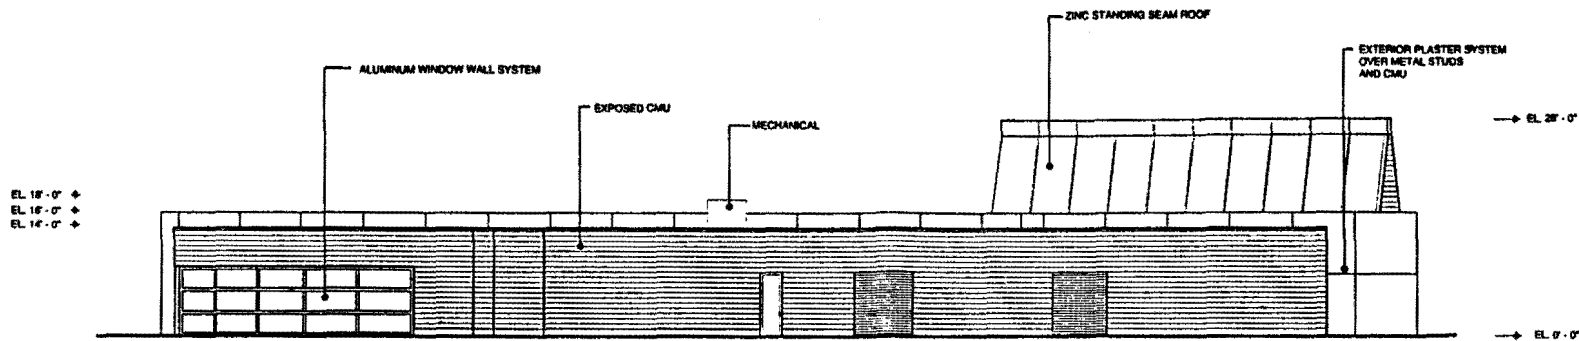 ZINC STANDING SEAM ROOF
EXTERIOR PLASTER SYSTEM
OVER METAL STUDS
AND CMU
ALUMINUM WINDOW WALL SYSTEM
EXPOSED CMU
MECHANICAL
EL. 28' - 0"
EL. 18' - 0"
EL. 16' - 0"
EL. 14' - 0"
EL. 0' - 0"